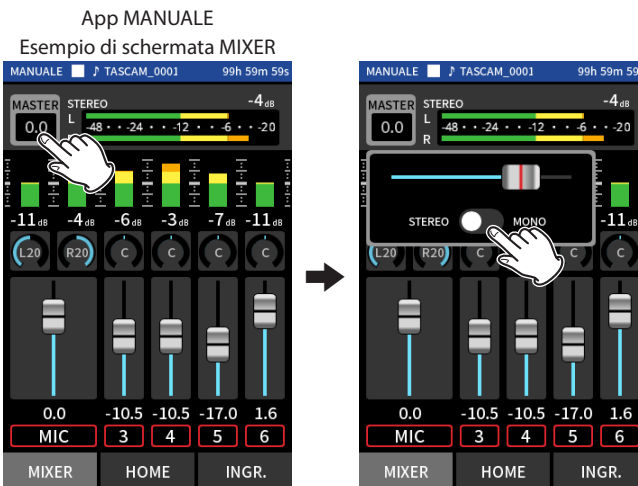 App MANUALE
Esempio di schermata MIXER
MANUALE ♪ TASCAM_0001 99h 59m 59s
MASTER STEREO -4dB
0.0 L -48 · · -24 · · -12 · · -6 · · -20
-11dB -4dB -6dB -3dB -7dB -11dB
L20 R20 C C C C
0.0 -10.5 -10.5 -17.0 1.6
MIC 3 4 5 6
MIXER HOME INGR.
MANUALE ♪ TASCAM_0001 99h 59m 59
MASTER STEREO -4dB
0.0 L -48 · · -24 · · -12 · · -6 · · -20
R
STEREO MONO
-11dB
L20 R20 C C C
0.0 -10.5 -10.5 -17.0 1.6
MIC 3 4 5 6
MIXER HOME INGR.